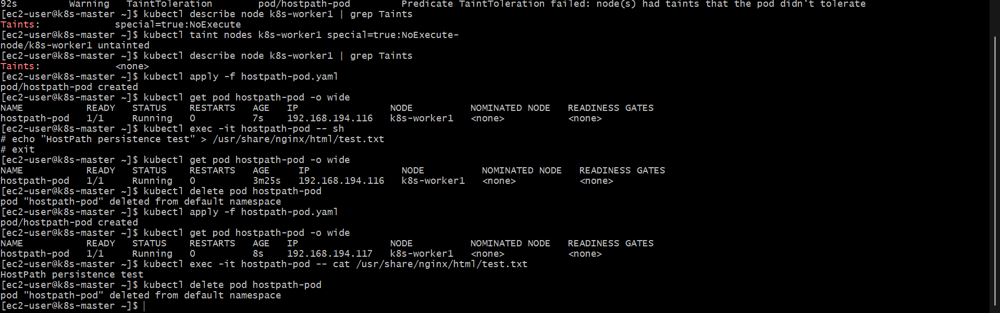 92s         Warning   TaintToleration        pod/hostpath-pod         Predicate TaintToleration failed: node(s) had taints that the pod didn't tolerate
[ec2-user@k8s-master ~]$ kubectl describe node k8s-worker1 | grep Taints
Taints:             special=true:NoExecute
[ec2-user@k8s-master ~]$ kubectl taint nodes k8s-worker1 special=true:NoExecute-
node/k8s-worker1 untainted
[ec2-user@k8s-master ~]$ kubectl describe node k8s-worker1 | grep Taints
Taints:             <none>
[ec2-user@k8s-master ~]$ kubectl apply -f hostpath-pod.yaml
pod/hostpath-pod created
[ec2-user@k8s-master ~]$ kubectl get pod hostpath-pod -o wide
NAME           READY   STATUS    RESTARTS   AGE   IP                NODE          NOMINATED NODE   READINESS GATES
hostpath-pod   1/1     Running   0          7s    192.168.194.116   k8s-worker1   <none>           <none>
[ec2-user@k8s-master ~]$ kubectl exec -it hostpath-pod -- sh
# echo "HostPath persistence test" > /usr/share/nginx/html/test.txt
# exit
[ec2-user@k8s-master ~]$ kubectl get pod hostpath-pod -o wide
NAME           READY   STATUS    RESTARTS   AGE     IP                NODE          NOMINATED NODE   READINESS GATES
hostpath-pod   1/1     Running   0          3m25s   192.168.194.116   k8s-worker1   <none>           <none>
[ec2-user@k8s-master ~]$ kubectl delete pod hostpath-pod
pod "hostpath-pod" deleted from default namespace
[ec2-user@k8s-master ~]$ kubectl apply -f hostpath-pod.yaml
pod/hostpath-pod created
[ec2-user@k8s-master ~]$ kubectl get pod hostpath-pod -o wide
NAME           READY   STATUS    RESTARTS   AGE   IP                NODE          NOMINATED NODE   READINESS GATES
hostpath-pod   1/1     Running   0          8s    192.168.194.117   k8s-worker1   <none>           <none>
[ec2-user@k8s-master ~]$ kubectl exec -it hostpath-pod -- cat /usr/share/nginx/html/test.txt
HostPath persistence test
[ec2-user@k8s-master ~]$ kubectl delete pod hostpath-pod
pod "hostpath-pod" deleted from default namespace
[ec2-user@k8s-master ~]$